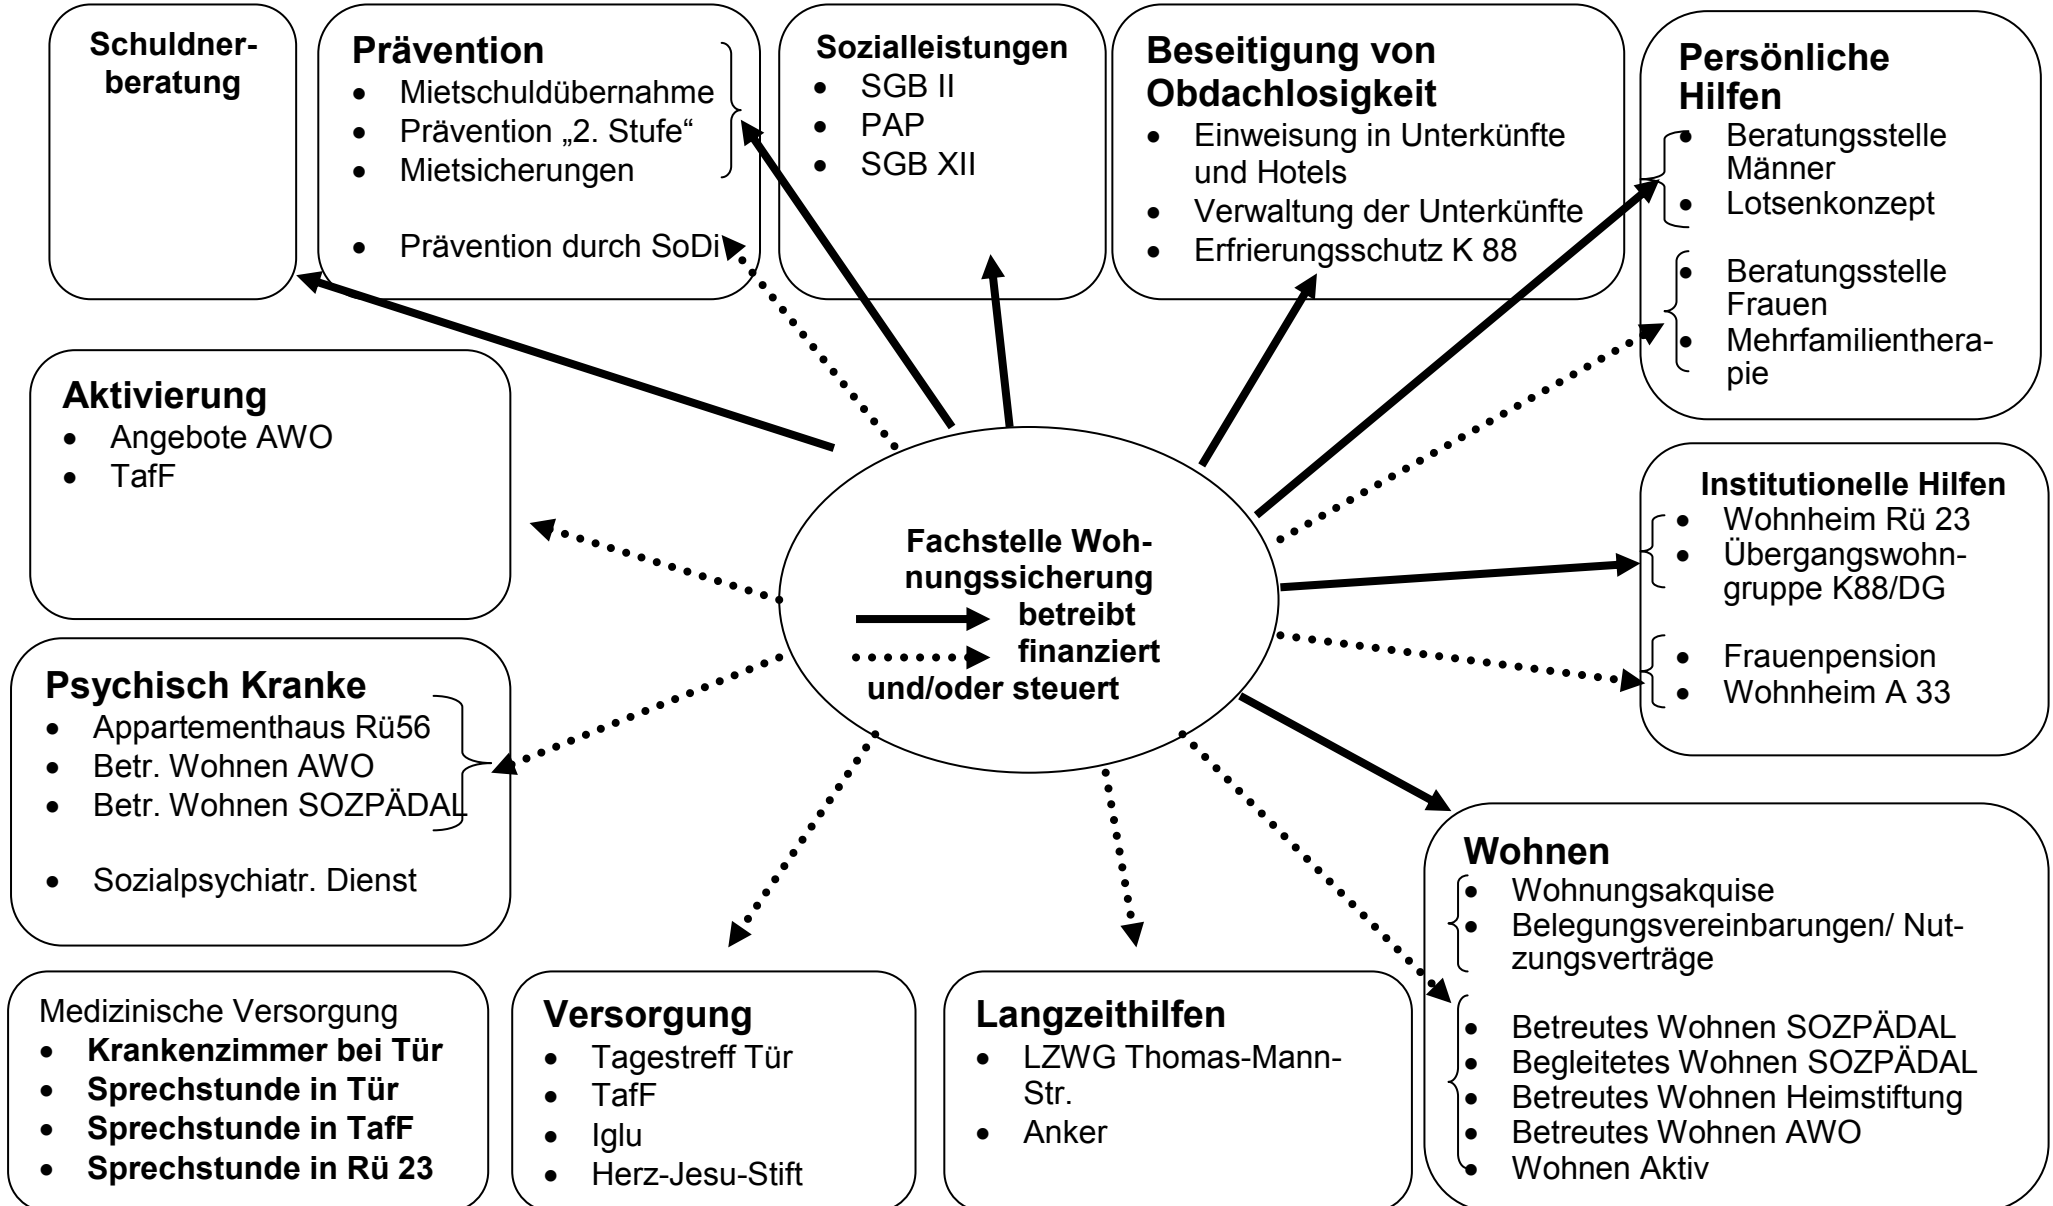 Schuldner-
beratung
Prävention
• Mietschuldübernahme
• Prävention „2. Stufe“
• Mietsicherungen
• Prävention durch SoDi
Sozialleistungen
• SGB II
• PAP
• SGB XII
Beseitigung von
Obdachlosigkeit
• Einweisung in Unterkünfte
und Hotels
• Verwaltung der Unterkünfte
• Erfrierungsschutz K 88
Persönliche
Hilfen
• Beratungsstelle
Männer
• Lotsenkonzept
• Beratungsstelle
Frauen
• Mehrfamilienthera-
pie
Aktivierung
• Angebote AWO
• TafF
Fachstelle Woh-
nungssicherung
betreibt
finanziert
und/oder steuert
Institutionelle Hilfen
• Wohnheim Rü 23
• Übergangswohn-
gruppe K88/DG
• Frauenpension
• Wohnheim A 33
Psychisch Kranke
• Appartementhaus Rü56
• Betr. Wohnen AWO
• Betr. Wohnen SOZPÄDAL
• Sozialpsychiatr. Dienst
Wohnen
• Wohnungsakquise
• Belegungsvereinbarungen/ Nut-
zungsverträge
• Betreutes Wohnen SOZPÄDAL
• Begleitetes Wohnen SOZPÄDAL
• Betreutes Wohnen Heimstiftung
• Betreutes Wohnen AWO
• Wohnen Aktiv
Medizinische Versorgung
• Krankenzimmer bei Tür
• Sprechstunde in Tür
• Sprechstunde in TafF
• Sprechstunde in Rü 23
Versorgung
• Tagestreff Tür
• TafF
• Iglu
• Herz-Jesu-Stift
Langzeithilfen
• LZWG Thomas-Mann-
Str.
• Anker